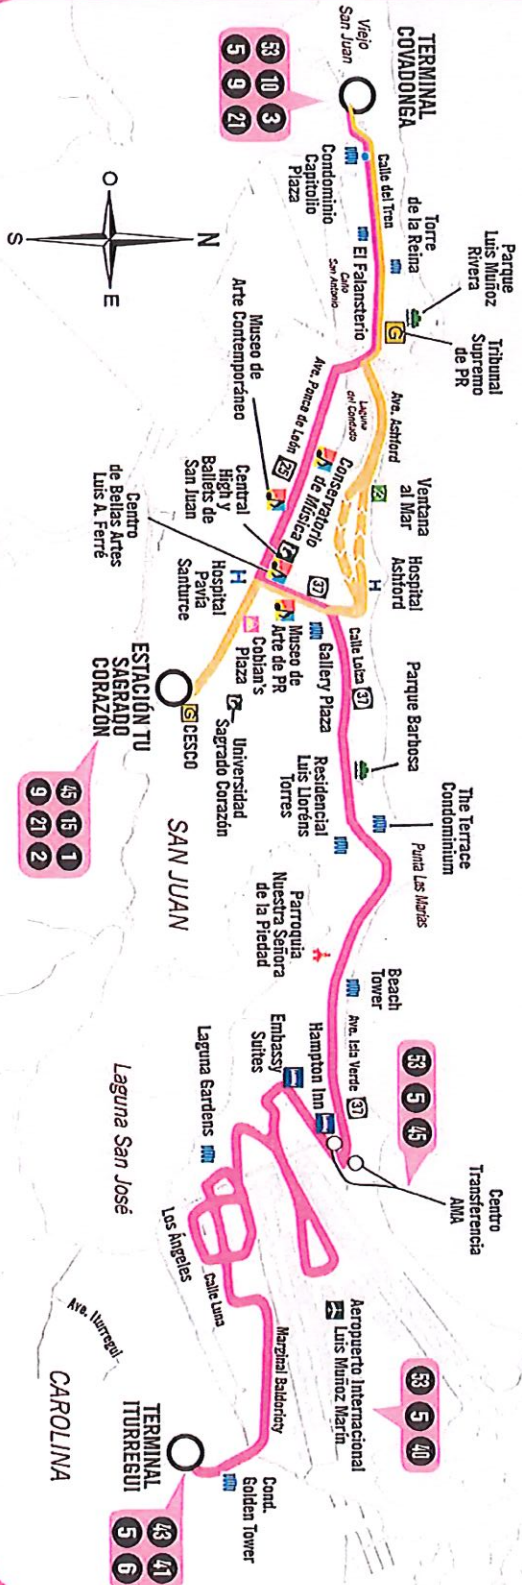 TERMINAL
COVADONGA
Viejo
San Juan
53 10 3
5 9 21
Calle del Tren
Condominio
Capitolio
Plaza
Torre
de la Reina
El Falansterio
Caño
San Antonio
Parque
Luis Muñoz
Rivera
Tribunal
Supremo
de PR
G
Ave. Ashford
Laguna
del Condado
Ave. Ponce de León
25
Museo de
Arte Contemporáneo
Conservatorio
de Música
Ventana
al Mar
Central
High y
Ballets de
San Juan
Centro
de Bellas Artes
Luis A. Ferré
H
Hospital
Ashford
37
H
Hospital
Pavía
Santurce
Museo de
Arte de PR
Gallery Plaza
Cobian's
Plaza
Calle Loíza 37
Universidad
Sagrado Corazón
G CESCO
ESTACIÓN TU
SAGRADO
CORAZÓN
45 15 1
9 21 2
Parque Barbosa
Residencial
Luis Lloréns
Torres
The Terrace
Condominium
Punta Las Marías
SAN JUAN
Parroquia
Nuestra Señora
de la Piedad
Beach
Tower
Ave. Isla Verde 37
Hampton Inn
Embassy
Suites
53 5 45
Centro
Transferencia
AMA
Laguna Gardens
Laguna San José
Los Ángeles
Calle Luna
Aeropuerto Internacional
Luis Muñoz Marín
53 5 40
Marginal Baldorioty
Ave. Iturregui
CAROLINA
TERMINAL
ITURREGUI
Cond.
Golden Tower
43 41
5 6
N
O
E
S